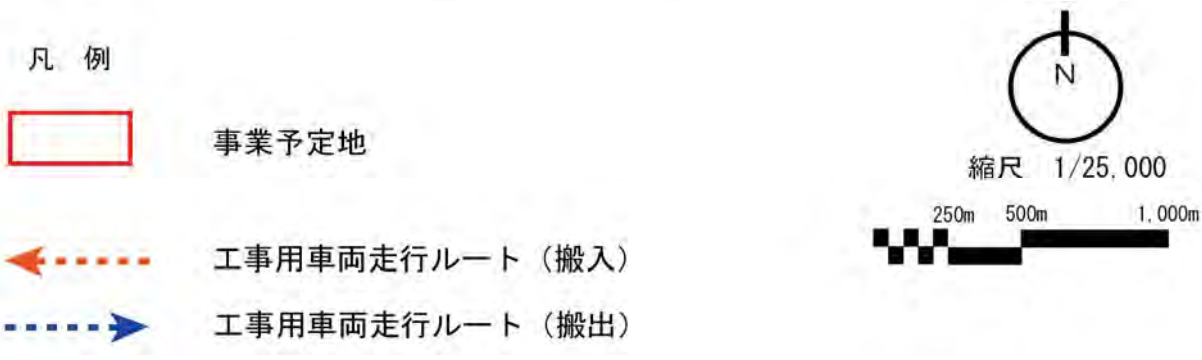 凡 例
事業予定地
工事用車両走行ルート（搬入）
工事用車両走行ルート（搬出）
N
縮尺 1/25,000
250m 500m 1,000m